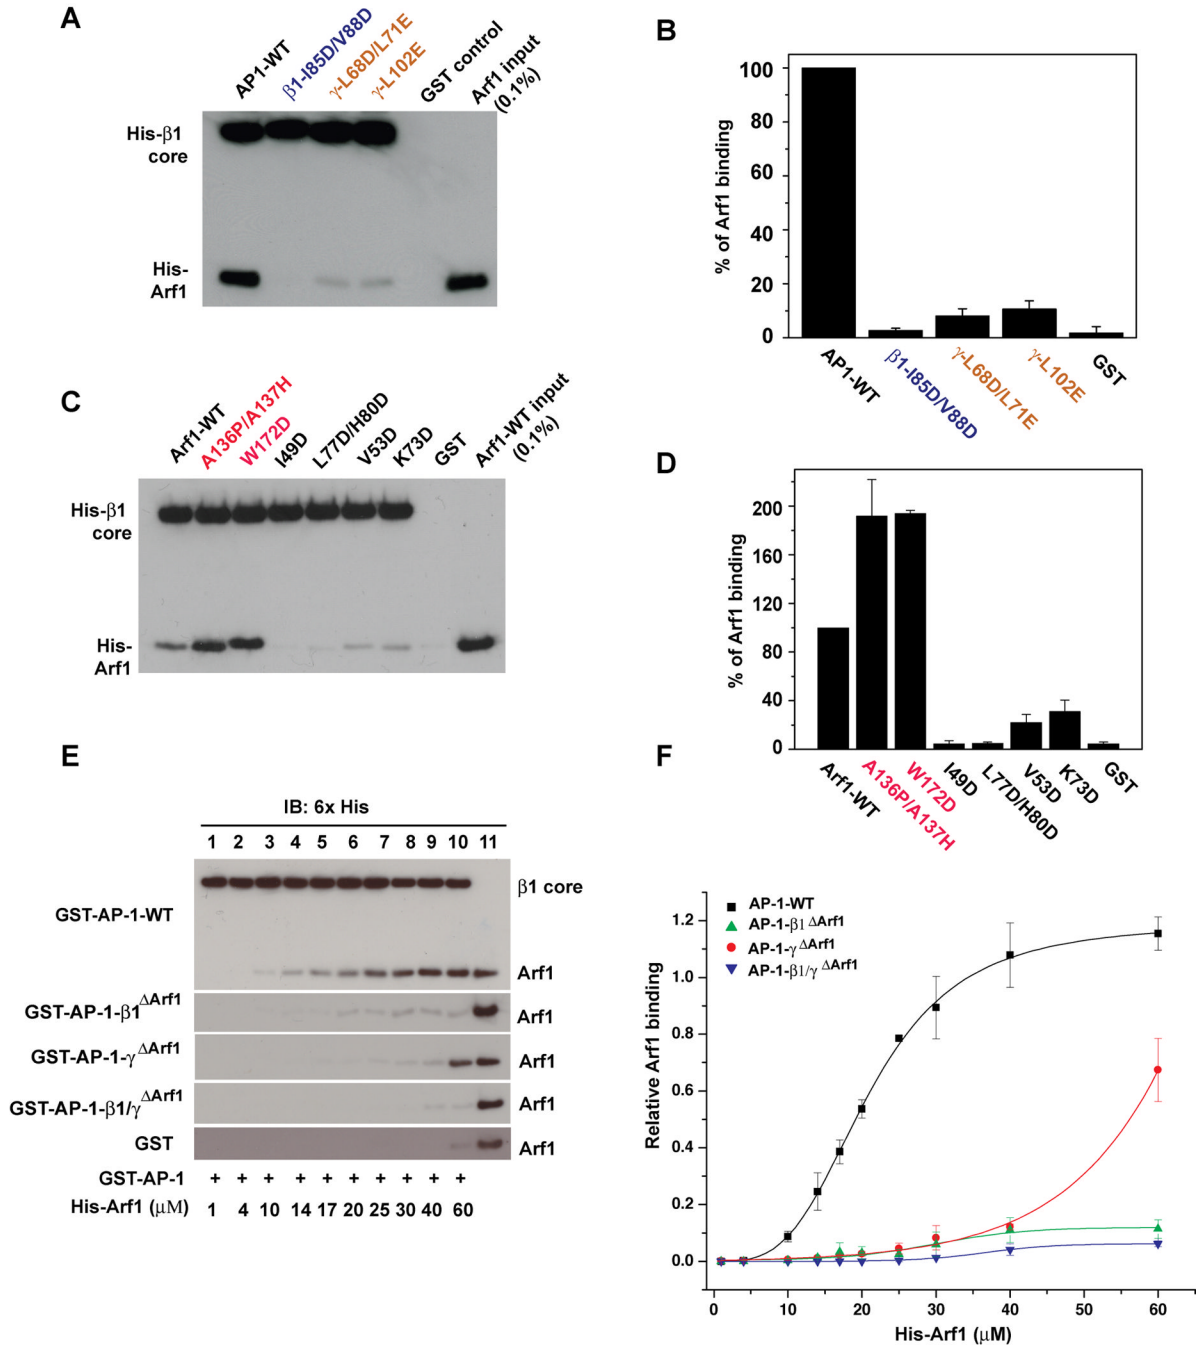 A
AP1-WT
β1-I85D/V88D
γ-L68D/L71E
γ-L102E
GST control
Arf1 input
(0.1%)
His-β1
core
His-
Arf1
B
% of Arf1 binding
100
80
60
40
20
0
AP1-WT
β1-I85D/V88D
γ-L68D/L71E
γ-L102E
GST
C
Arf1-WT
A136P/A137H
W172D
I49D
L77D/H80D
V53D
K73D
GST
Arf1-WT input
(0.1%)
His-β1
core
His-
Arf1
D
% of Arf1 binding
200
160
120
80
40
0
Arf1-WT
A136P/A137H
W172D
I49D
L77D/H80D
V53D
K73D
GST
E
IB: 6x His
1 2 3 4 5 6 7 8 9 10 11
β1 core
GST-AP-1-WT
Arf1
GST-AP-1-β1ΔArf1 Arf1
GST-AP-1-γΔArf1 Arf1
GST-AP-1-β1/γΔArf1 Arf1
GST Arf1
GST-AP-1 + + + + + + + + + +
His-Arf1 (μM) 1 4 10 14 17 20 25 30 40 60
F
AP-1-WT
AP-1-β1ΔArf1
AP-1-γΔArf1
AP-1-β1/γΔArf1
Relative Arf1 binding
1.2
1.0
0.8
0.6
0.4
0.2
0.0
0 10 20 30 40 50 60
His-Arf1 (μM)